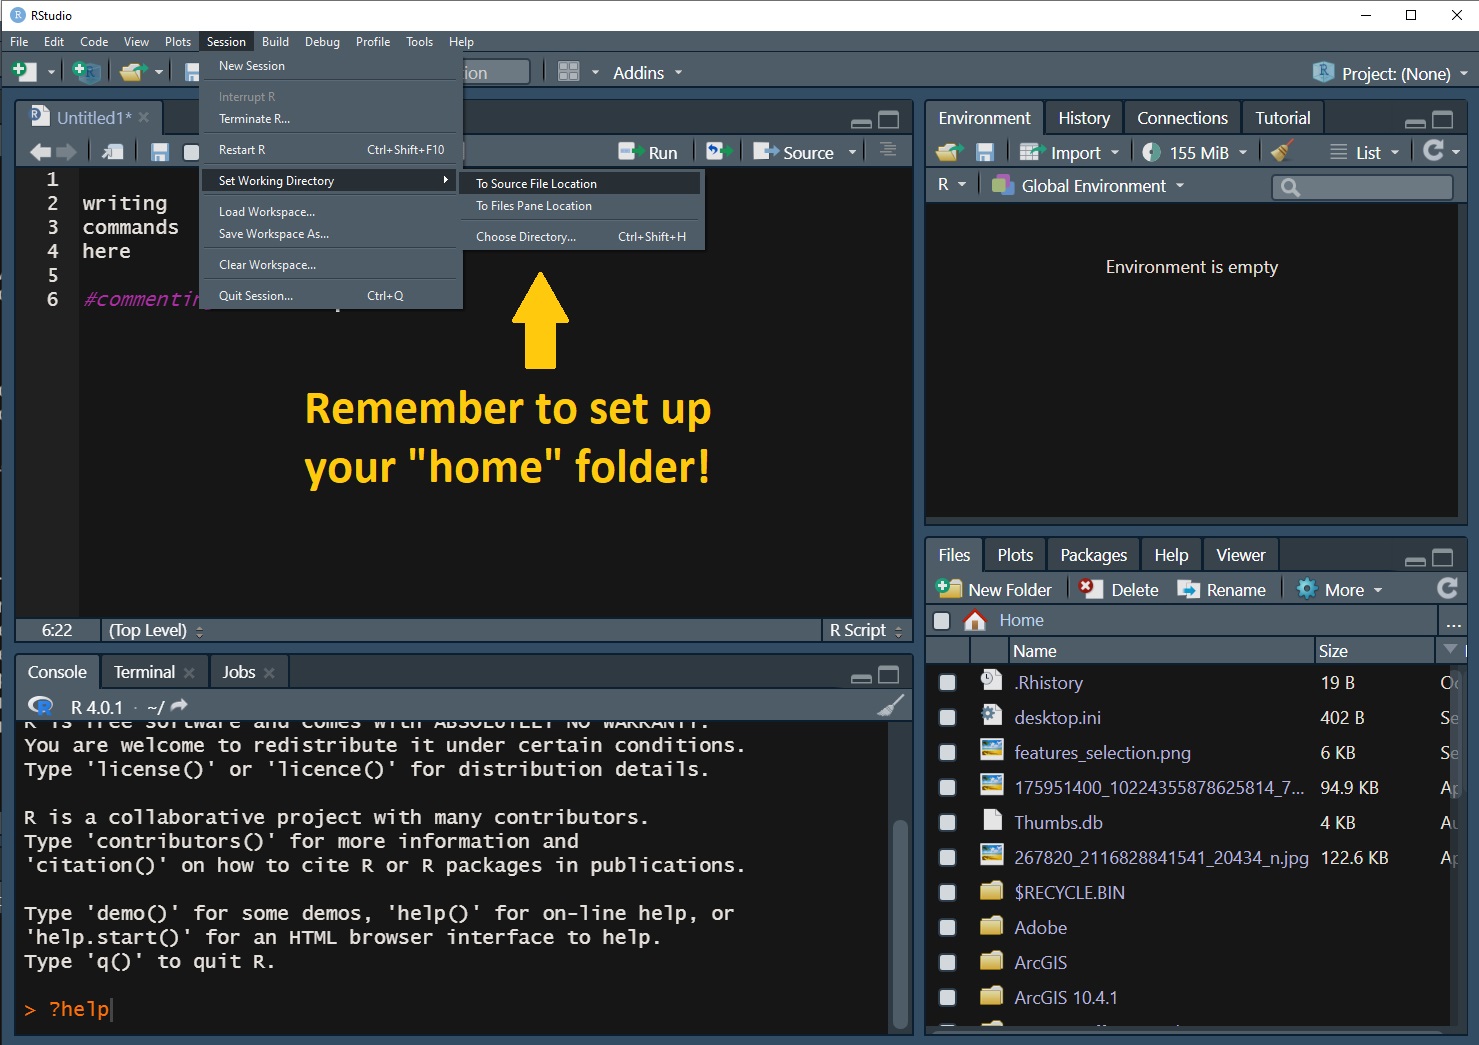 RStudio
File Edit Code View Plots Session Build Debug Profile Tools Help
Addins
Project: (None)
New Session
Interrupt R
Terminate R...
Restart R Ctrl+Shift+F10
Set Working Directory
Load Workspace...
Save Workspace As...
Clear Workspace...
Quit Session... Ctrl+Q
To Source File Location
To Files Pane Location
Choose Directory... Ctrl+Shift+H
Untitled1*
Run Source
1
2 writing
3 commands
4 here
5
6 #commentin
Remember to set up
your "home" folder!
6:22 (Top Level) R Script
Console Terminal Jobs
R 4.0.1 · ~/
R is free software and comes with ABSOLUTELY NO WARRANTY.
You are welcome to redistribute it under certain conditions.
Type 'license()' or 'licence()' for distribution details.
R is a collaborative project with many contributors.
Type 'contributors()' for more information and
'citation()' on how to cite R or R packages in publications.
Type 'demo()' for some demos, 'help()' for on-line help, or
'help.start()' for an HTML browser interface to help.
Type 'q()' to quit R.
> ?help
Environment History Connections Tutorial
Import 155 MiB List
R Global Environment
Environment is empty
Files Plots Packages Help Viewer
New Folder Delete Rename More
Home ...
Name Size
.Rhistory 19 B
desktop.ini 402 B
features_selection.png 6 KB
175951400_10224355878625814_7... 94.9 KB
Thumbs.db 4 KB
267820_2116828841541_20434_n.jpg 122.6 KB
$RECYCLE.BIN
Adobe
ArcGIS
ArcGIS 10.4.1